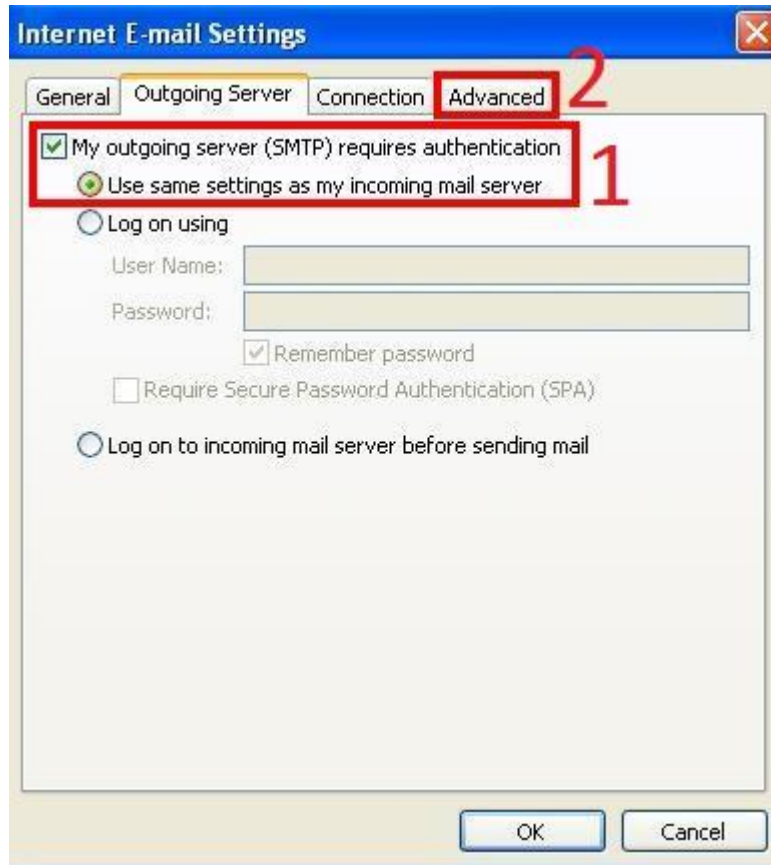 Internet E-mail Settings
2
General Outgoing Server Connection Advanced
My outgoing server (SMTP) requires authentication
1
Use same settings as my incoming mail server
Log on using
User Name:
Password:
Remember password
Require Secure Password Authentication (SPA)
Log on to incoming mail server before sending mail
OK Cancel